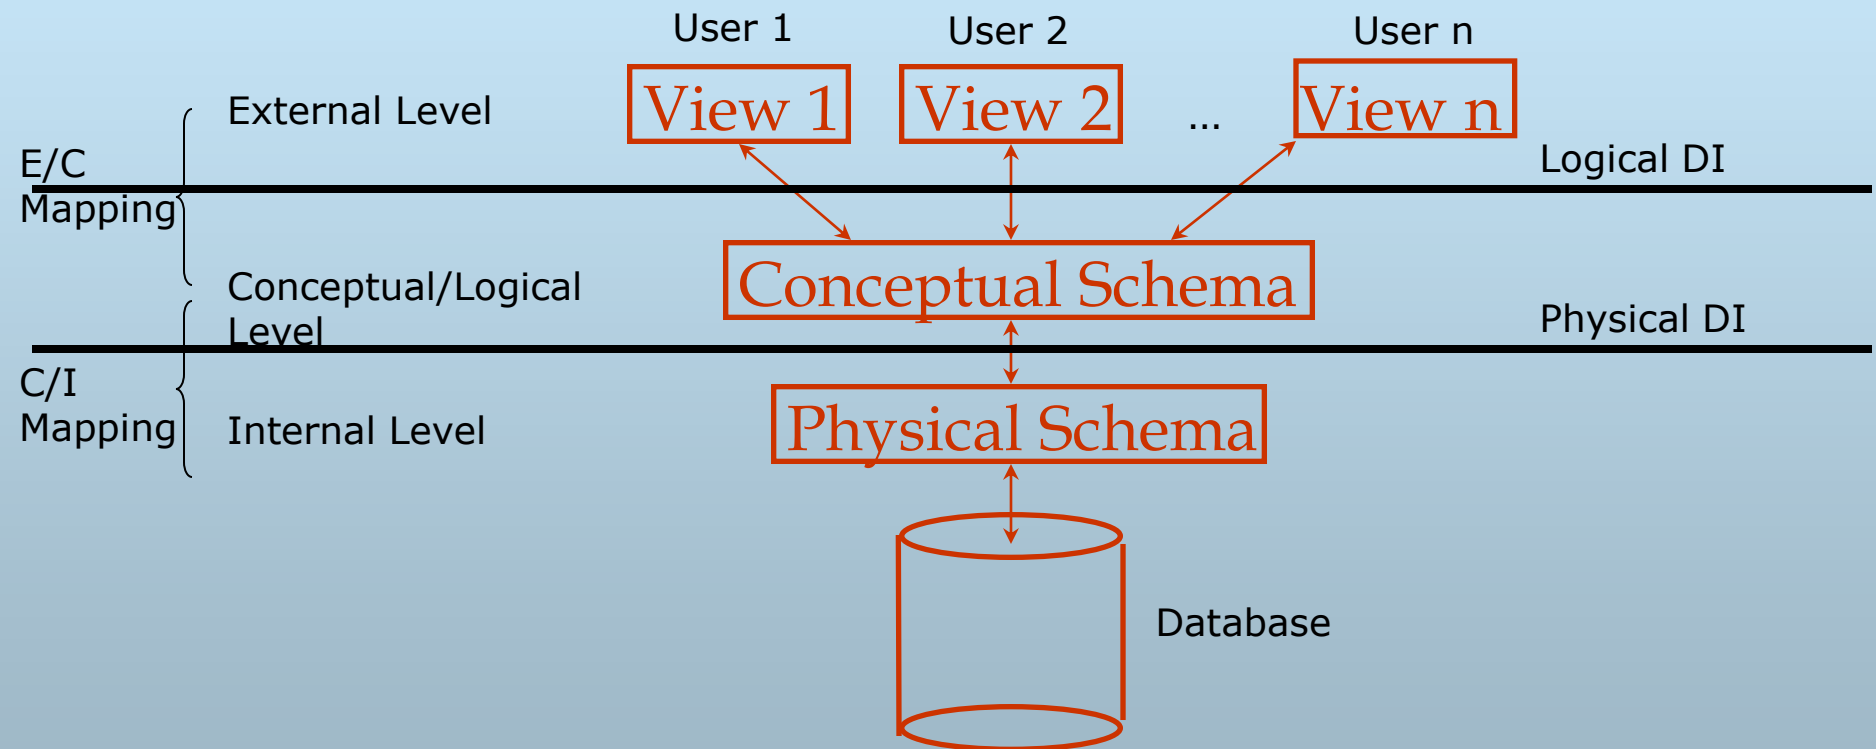 User 1
User 2
User n
View 1
View 2
...
View n
External Level
E/C
Mapping
Logical DI
Conceptual/Logical
Level
Conceptual Schema
Physical DI
C/I
Mapping
Internal Level
Physical Schema
Database